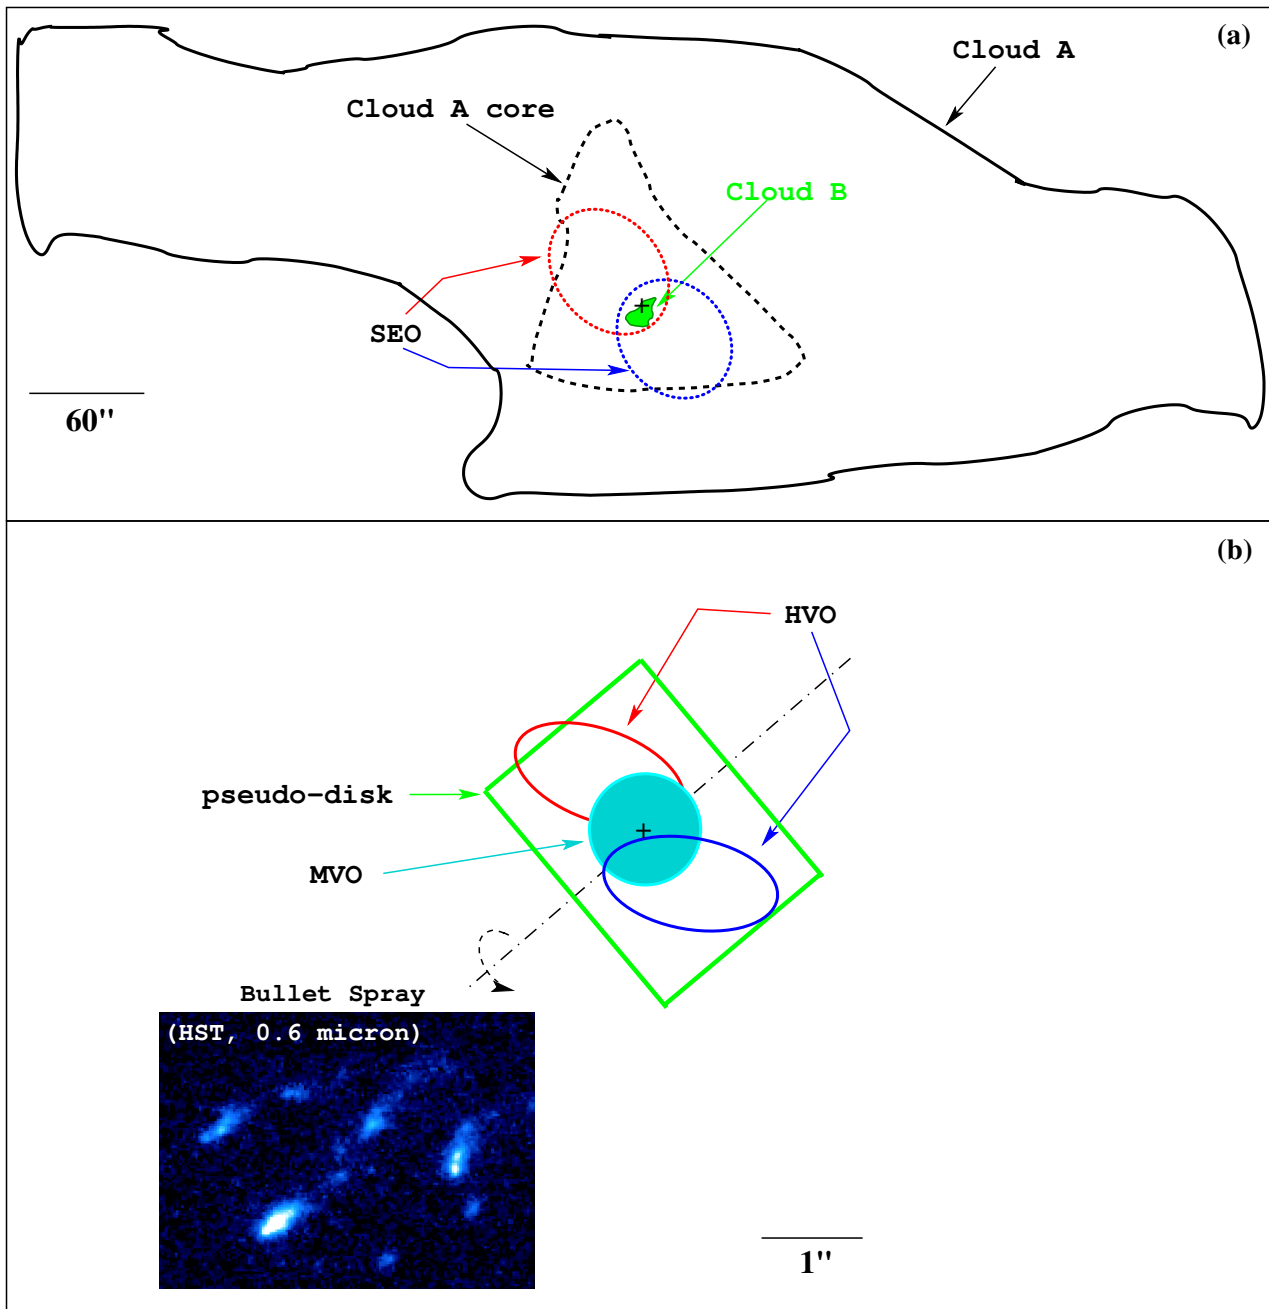 (a)
Cloud A
Cloud A core
Cloud B
SEO
60"
(b)
HVO
pseudo-disk
MVO
Bullet Spray
(HST, 0.6 micron)
1"